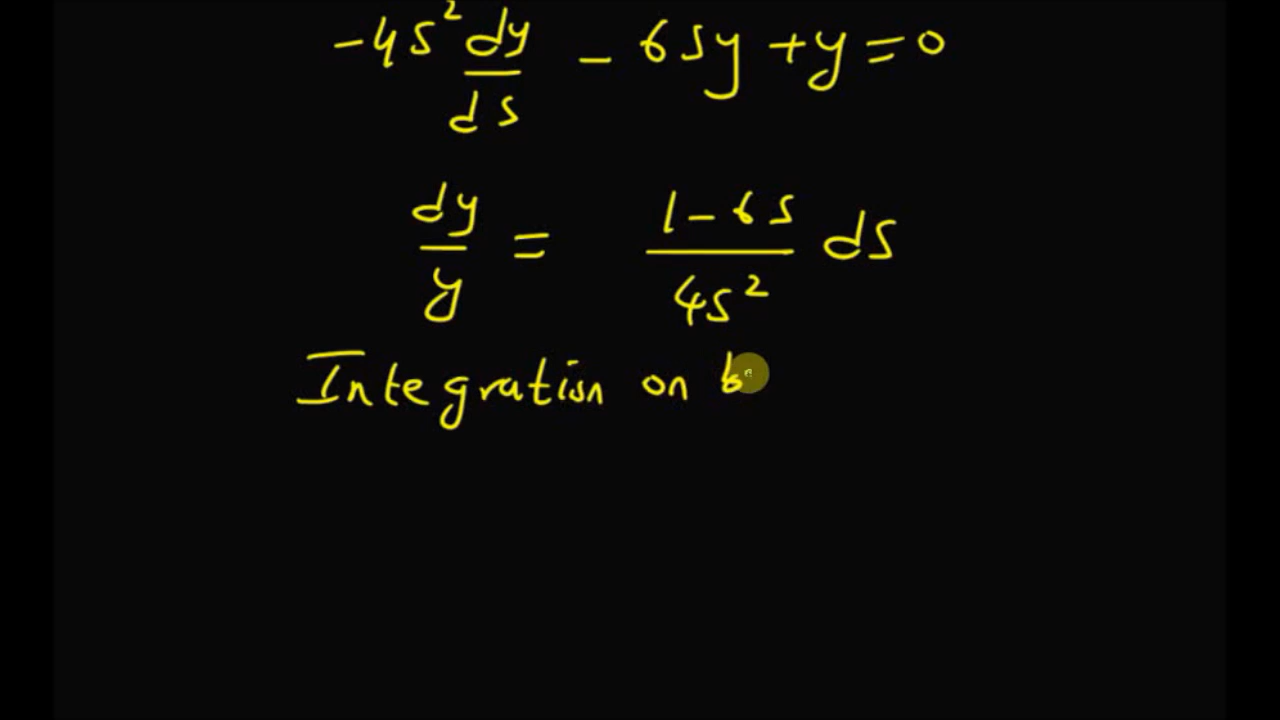 -4s² dy/ds - 6sy + y = 0
dy/y = (1-6s)/4s² ds
Integration on